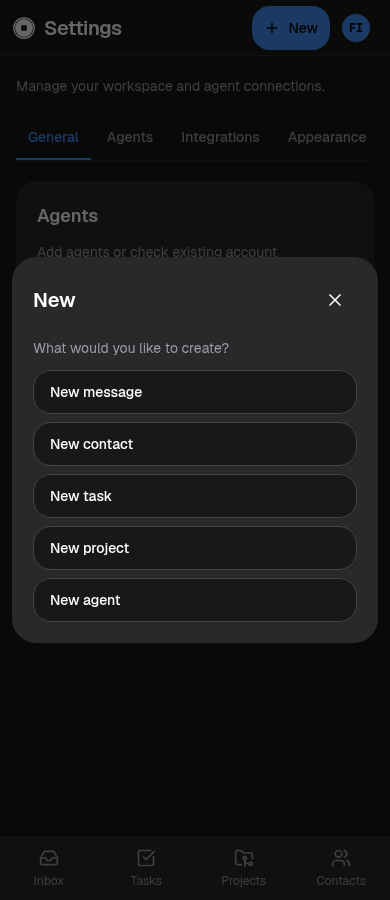 Settings
New
FI
Manage your workspace and agent connections.
General
Agents
Integrations
Appearance
Agents
Add agents or check existing account
New
What would you like to create?
New message
New contact
New task
New project
New agent
Inbox
Tasks
Projects
Contacts